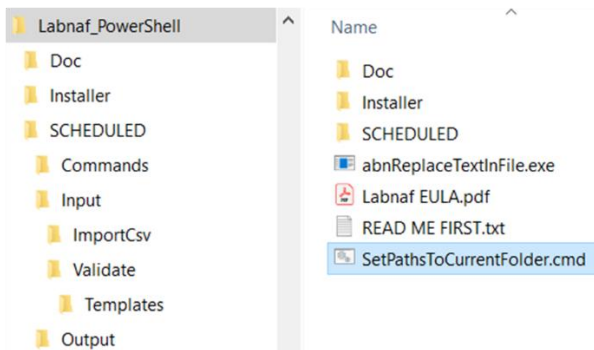 Labnaf_PowerShell
Doc
Installer
SCHEDULED
Commands
Input
ImportCsv
Validate
Templates
Output
Name
Doc
Installer
SCHEDULED
abnReplaceTextInFile.exe
Labnaf EULA.pdf
READ ME FIRST.txt
SetPathsToCurrentFolder.cmd